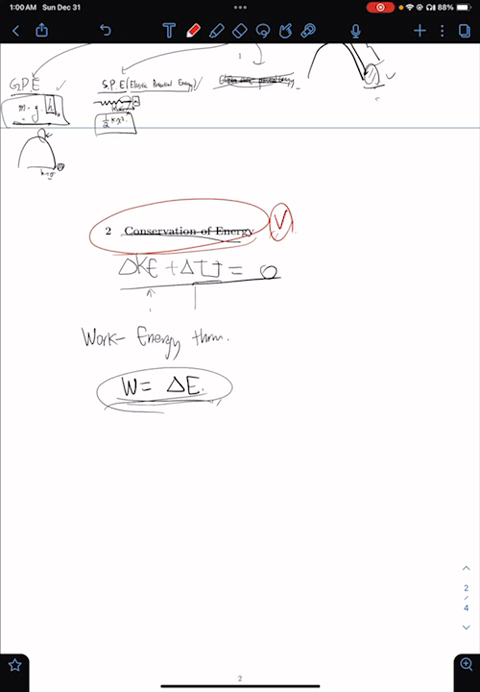 1:00 AM Sun Dec 31
88%
G.P.E
S.P.E (Elastic Potential Energy)
m·g h
1/2 kx².
2 Conservation of Energy
ΔKE + ΔU = 0
Work- Energy thm.
W = ΔE.
2
/
4
2